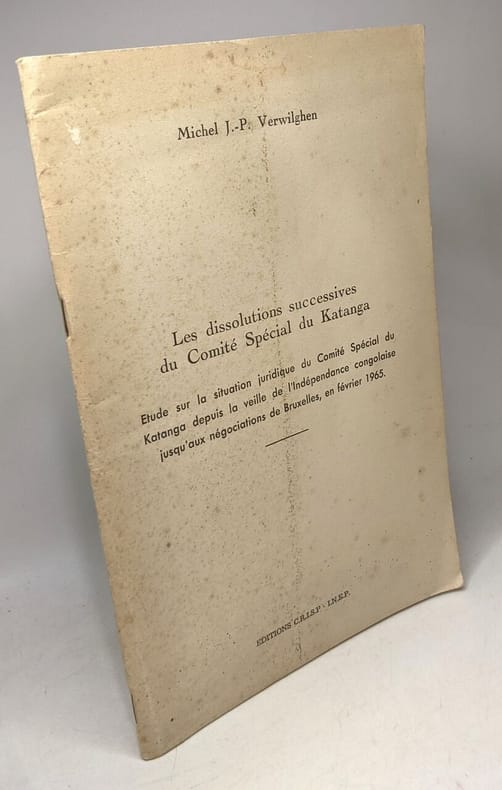 Michel J.-P. Verwilghen
Les dissolutions successives
du Comité Spécial du Katanga
Etude sur la situation juridique du Comité Spécial du
Katanga depuis la veille de l'Indépendance congolaise
jusqu'aux négociations de Bruxelles, en février 1965.
EDITIONS C.R.I.S.P - I.N.E.P.